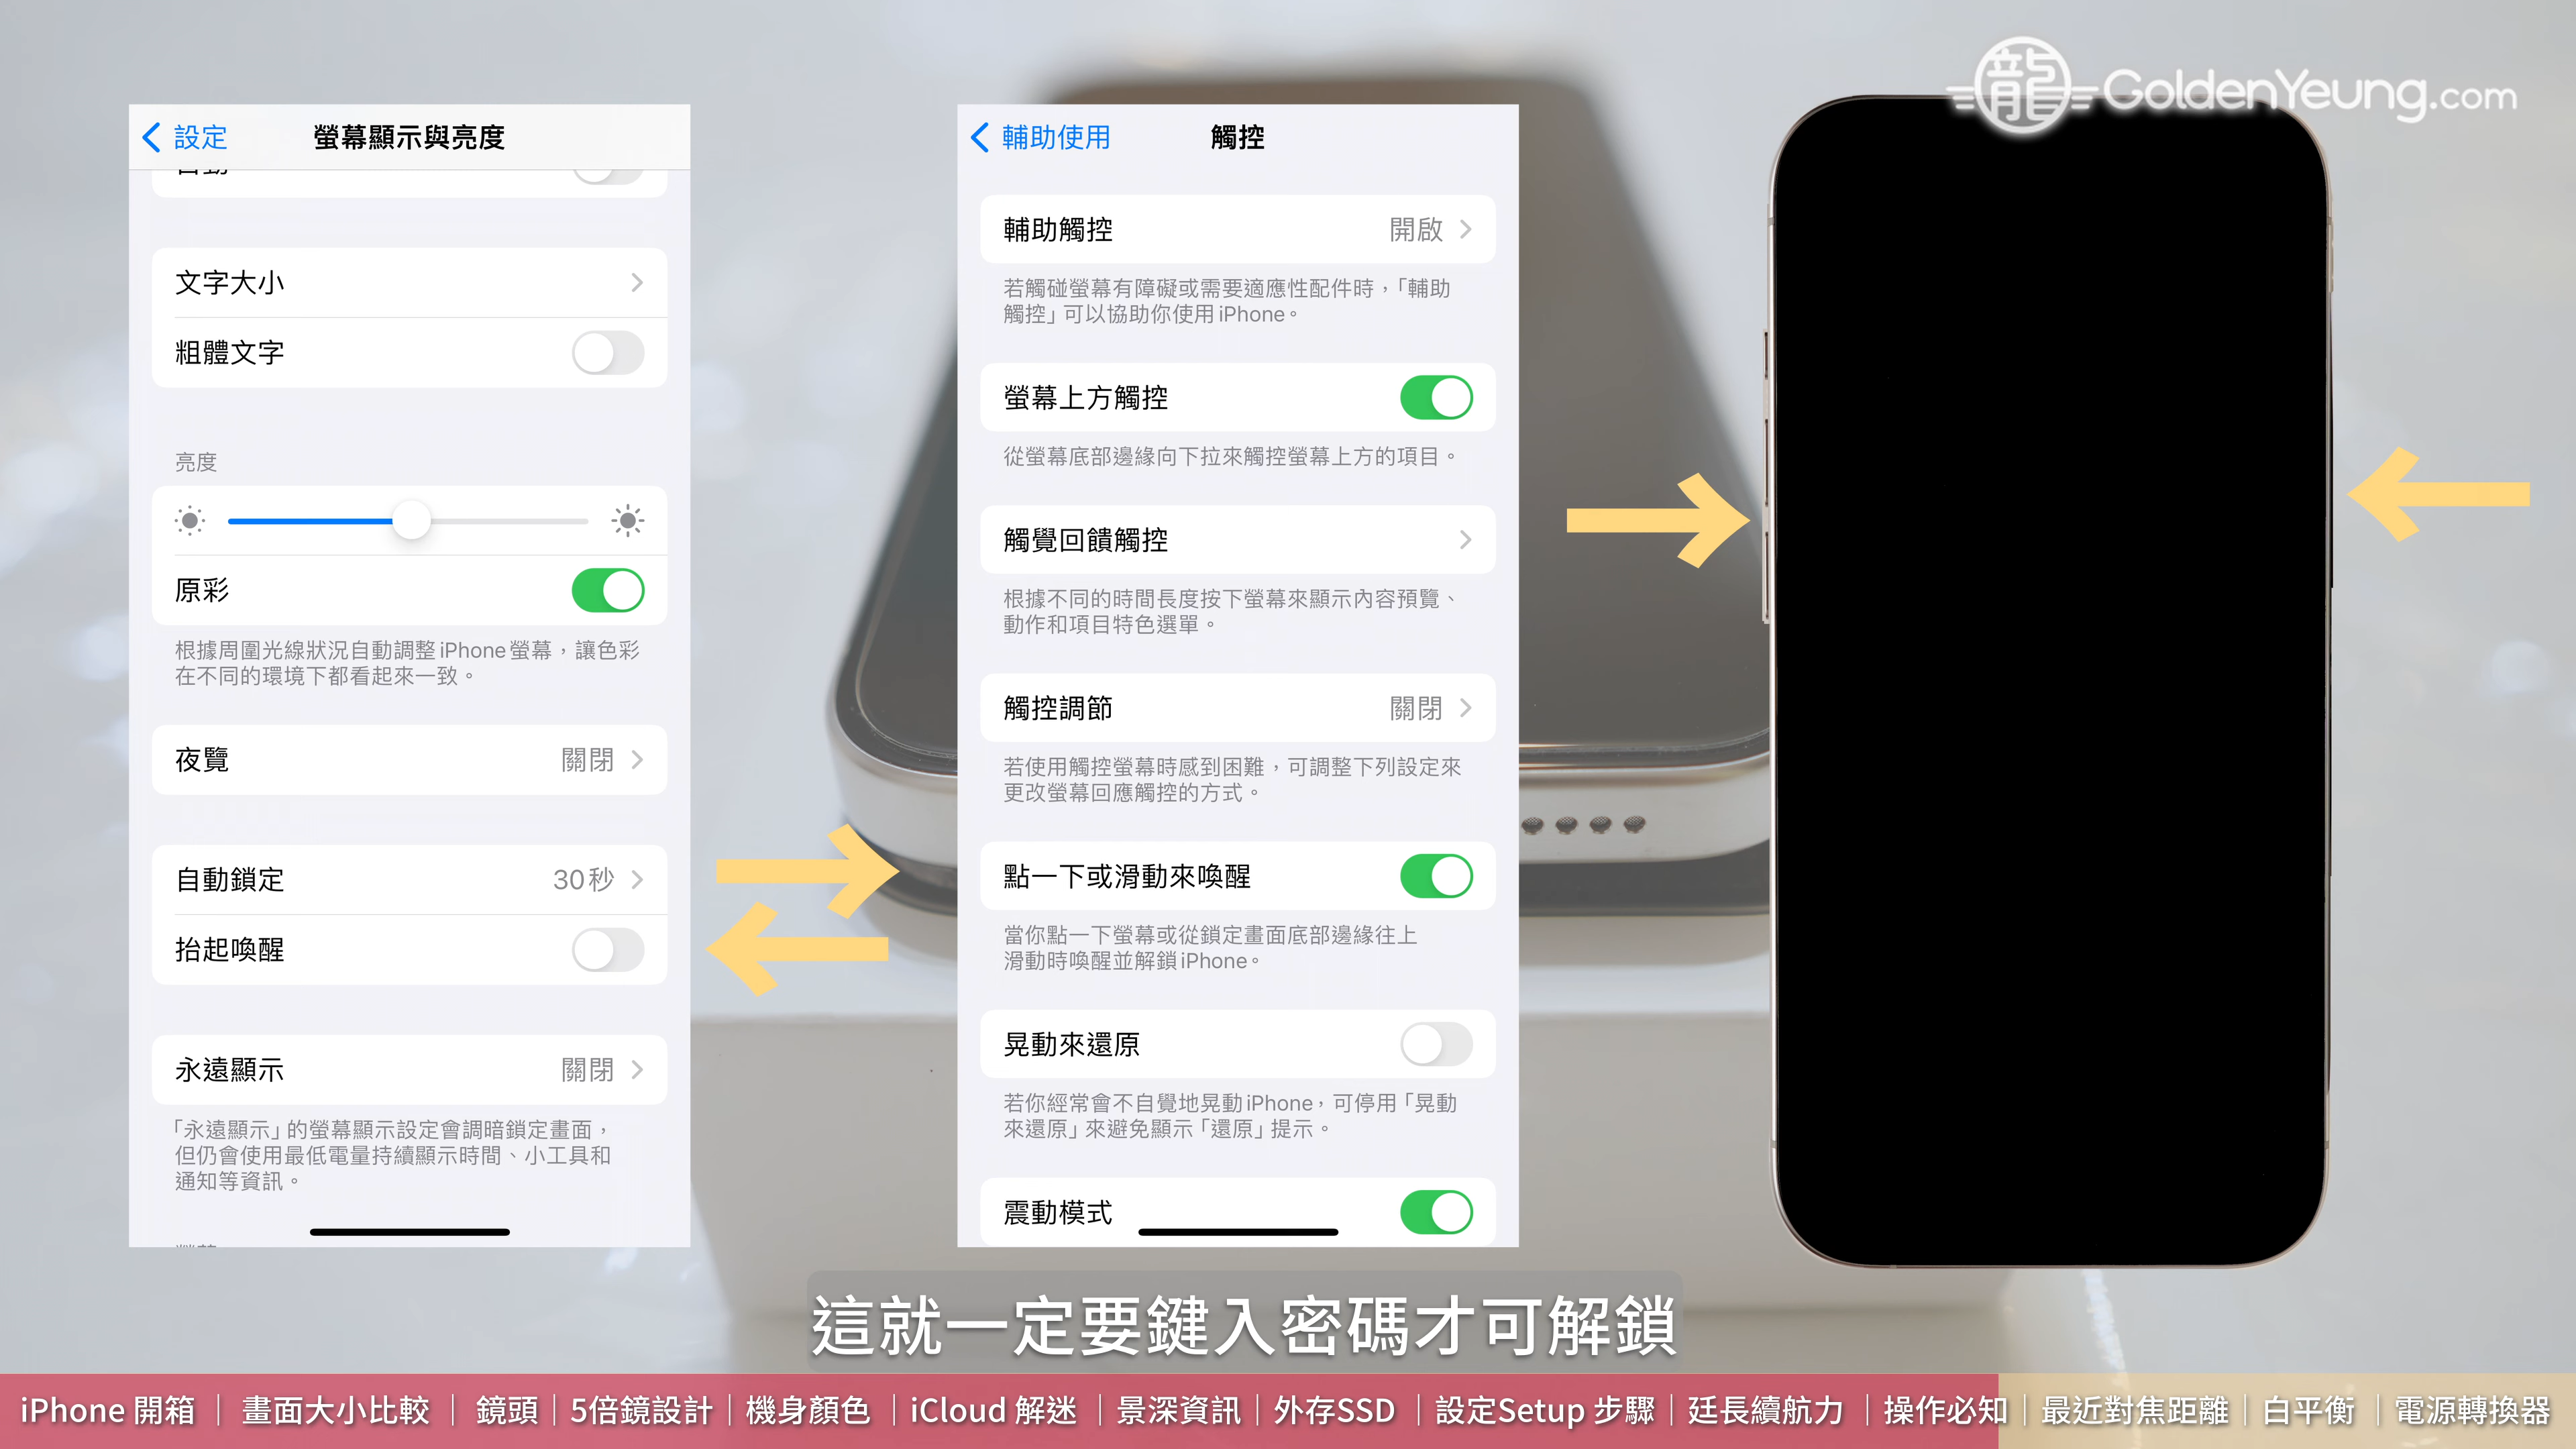 龍 GoldenYeung.com
設定
螢幕顯示與亮度
自動
文字大小
粗體文字
亮度
原彩
根據周圍光線狀況自動調整 iPhone 螢幕，讓色彩
在不同的環境下都看起來一致。
夜覽 關閉
自動鎖定 30秒
抬起喚醒
永遠顯示 關閉
「永遠顯示」的螢幕顯示設定會調暗鎖定畫面，
但仍會使用最低電量持續顯示時間、小工具和
通知等資訊。
輔助使用
觸控
輔助觸控 開啟
若觸碰螢幕有障礙或需要適應性配件時，「輔助
觸控」可以協助你使用 iPhone。
螢幕上方觸控
從螢幕底部邊緣向下拉來觸控螢幕上方的項目。
觸覺回饋觸控
根據不同的時間長度按下螢幕來顯示內容預覽、
動作和項目特色選單。
觸控調節 關閉
若使用觸控螢幕時感到困難，可調整下列設定來
更改螢幕回應觸控的方式。
點一下或滑動來喚醒
當你點一下螢幕或從鎖定畫面底部邊緣往上
滑動時喚醒並解鎖 iPhone。
晃動來還原
若你經常會不自覺地晃動 iPhone，可停用「晃動
來還原」來避免顯示「還原」提示。
震動模式
這就一定要鍵入密碼才可解鎖
iPhone 開箱｜畫面大小比較｜鏡頭｜5倍鏡設計｜機身顏色｜iCloud 解迷｜景深資訊｜外存SSD｜設定Setup 步驟｜廷長續航力｜操作必知｜最近對焦距離｜白平衡｜電源轉換器